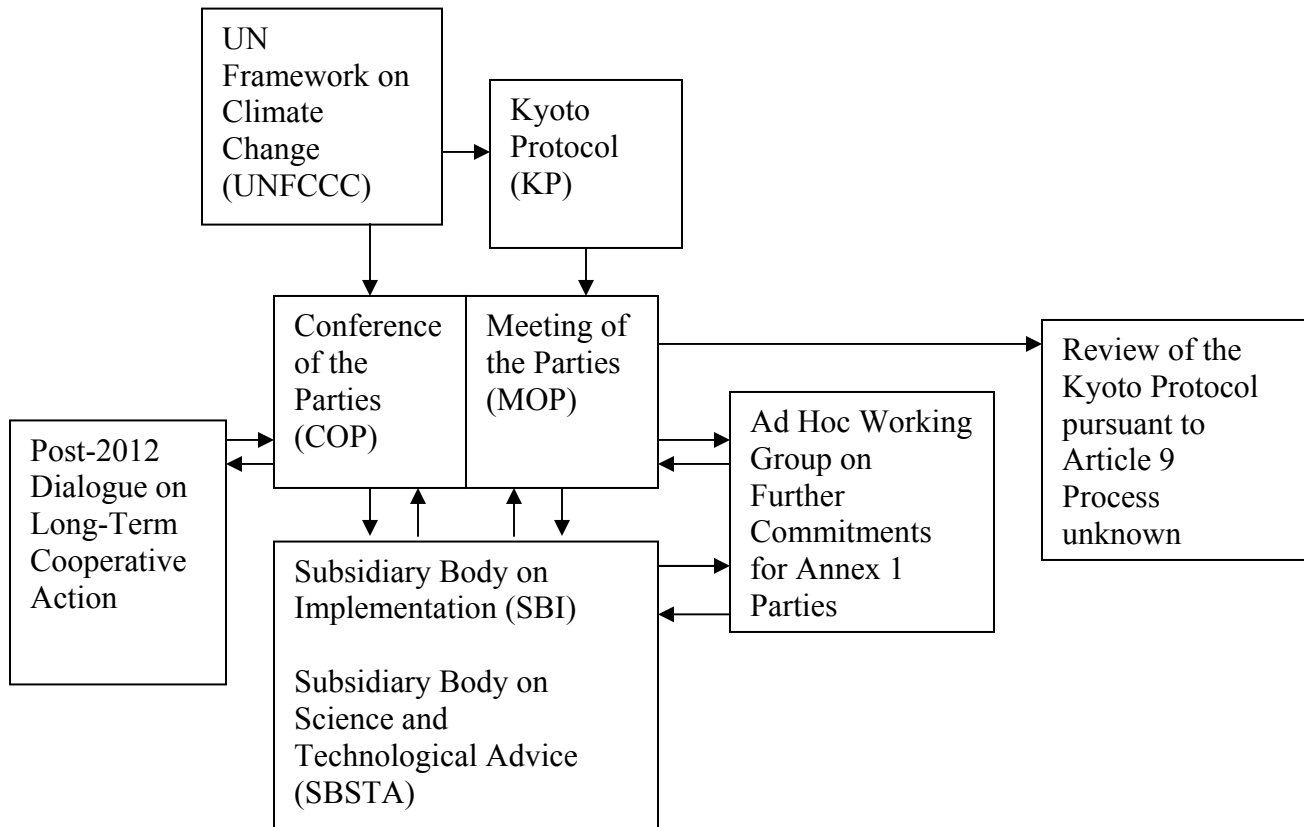 UN
Framework on
Climate
Change
(UNFCCC)
Kyoto
Protocol
(KP)
Conference
of the
Parties
(COP)
Meeting of
the Parties
(MOP)
Review of the
Kyoto Protocol
pursuant to
Article 9
Process
unknown
Post-2012
Dialogue on
Long-Term
Cooperative
Action
Ad Hoc Working
Group on
Further
Commitments
for Annex 1
Parties
Subsidiary Body on
Implementation (SBI)
Subsidiary Body on
Science and
Technological Advice
(SBSTA)